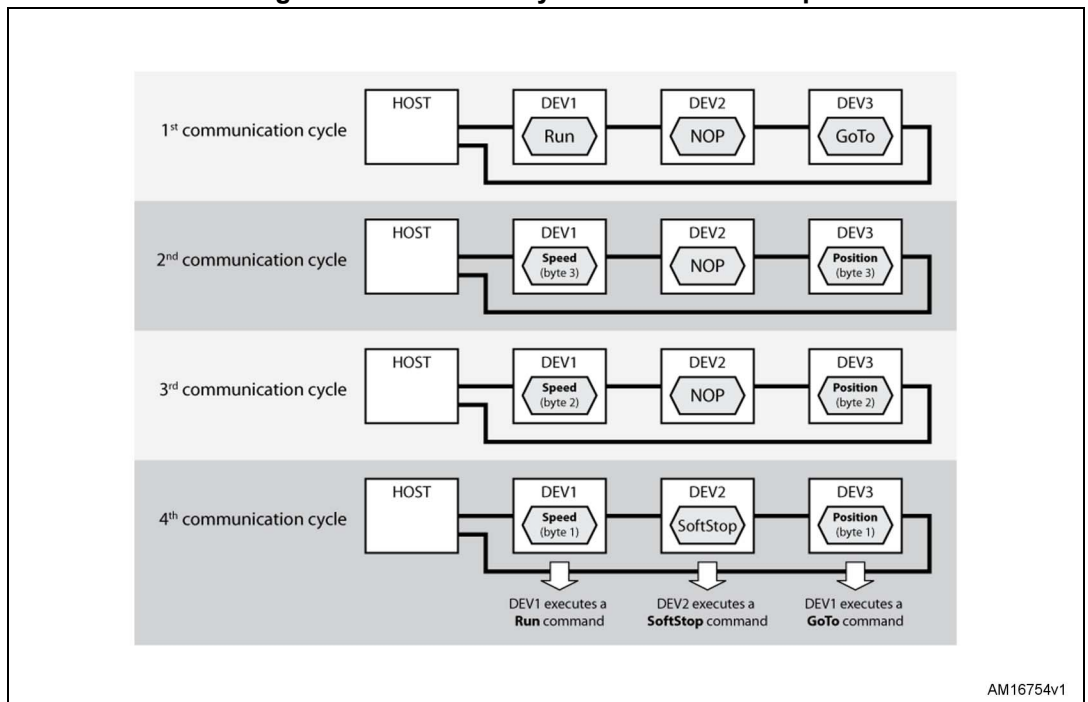 1st communication cycle
HOST
DEV1
Run
DEV2
NOP
DEV3
GoTo
2nd communication cycle
HOST
DEV1
Speed
(byte 3)
DEV2
NOP
DEV3
Position
(byte 3)
3rd communication cycle
HOST
DEV1
Speed
(byte 2)
DEV2
NOP
DEV3
Position
(byte 2)
4th communication cycle
HOST
DEV1
Speed
(byte 1)
DEV2
SoftStop
DEV3
Position
(byte 1)
DEV1 executes a
Run command
DEV2 executes a
SoftStop command
DEV1 executes a
GoTo command
AM16754v1